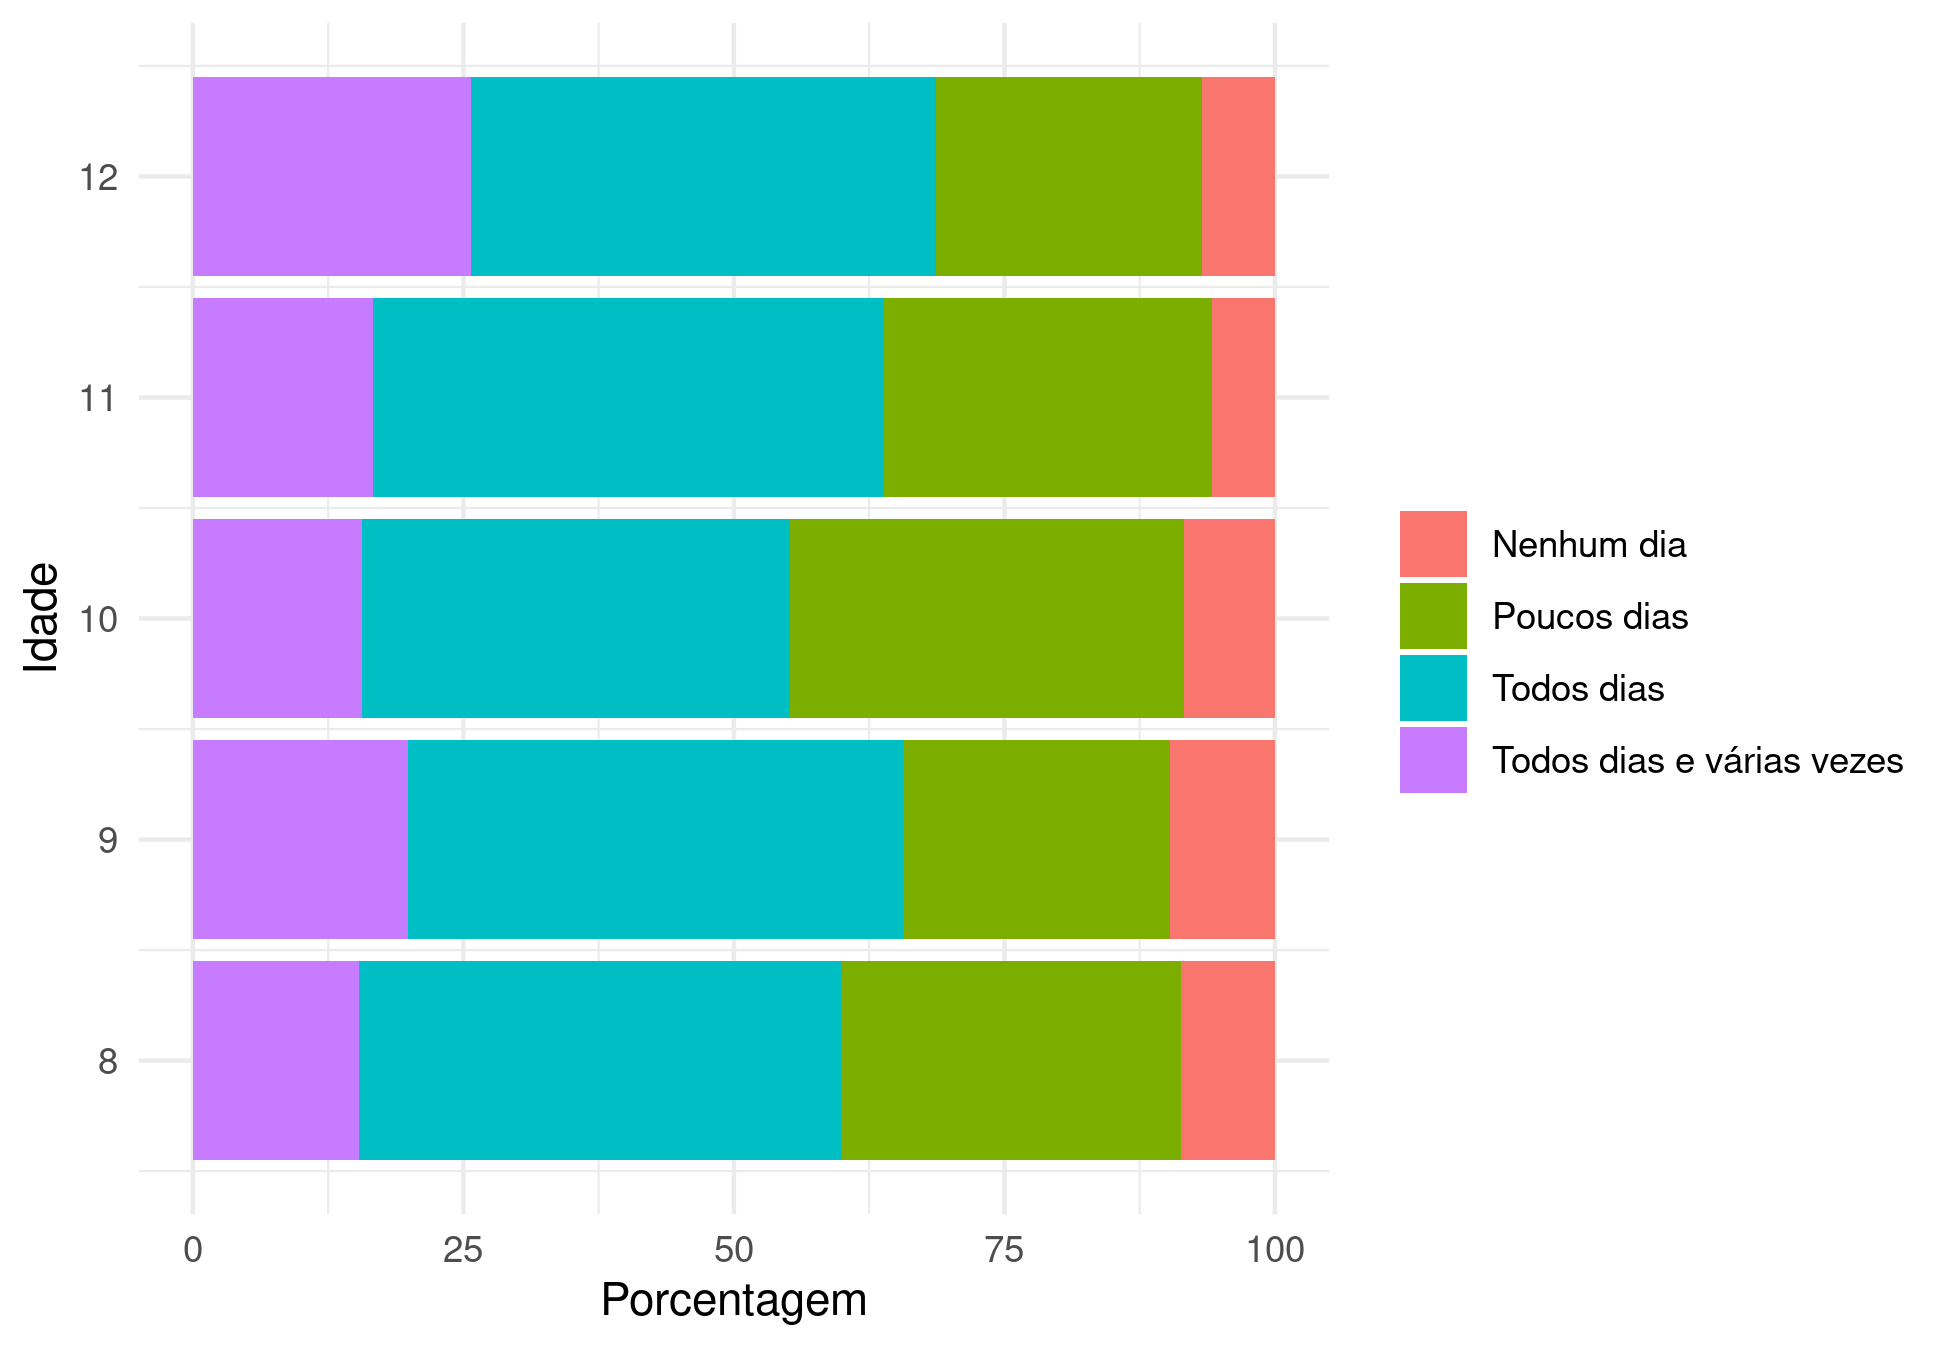 Idade
12
11
10
9
8
0 25 50 75 100
Porcentagem
Nenhum dia
Poucos dias
Todos dias
Todos dias e várias vezes